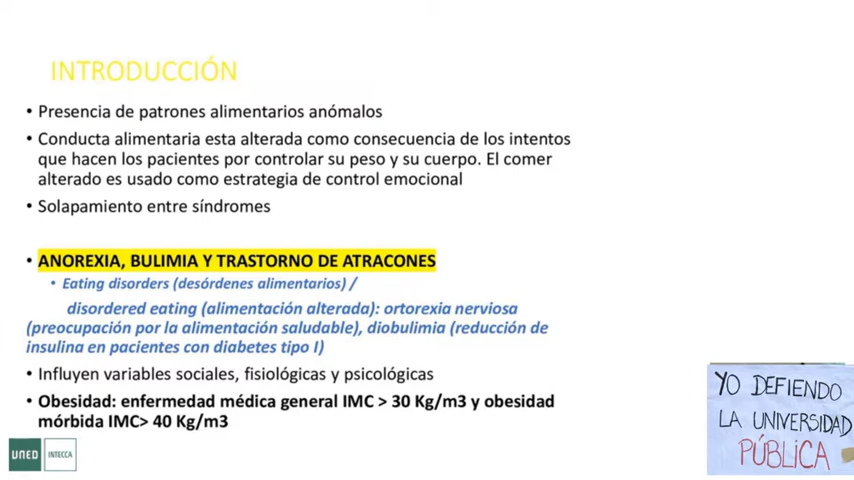 INTRODUCCIÓN
• Presencia de patrones alimentarios anómalos
• Conducta alimentaria esta alterada como consecuencia de los intentos
que hacen los pacientes por controlar su peso y su cuerpo. El comer
alterado es usado como estrategia de control emocional
• Solapamiento entre síndromes
• ANOREXIA, BULIMIA Y TRASTORNO DE ATRACONES
• Eating disorders (desórdenes alimentarios) /
disordered eating (alimentación alterada): ortorexia nerviosa
(preocupación por la alimentación saludable), diobulimia (reducción de
insulina en pacientes con diabetes tipo I)
• Influyen variables sociales, fisiológicas y psicológicas
• Obesidad: enfermedad médica general IMC > 30 Kg/m3 y obesidad
mórbida IMC> 40 Kg/m3
UNED INTECCA
YO DEFIENDO
LA UNIVERSIDAD
PÚBLICA